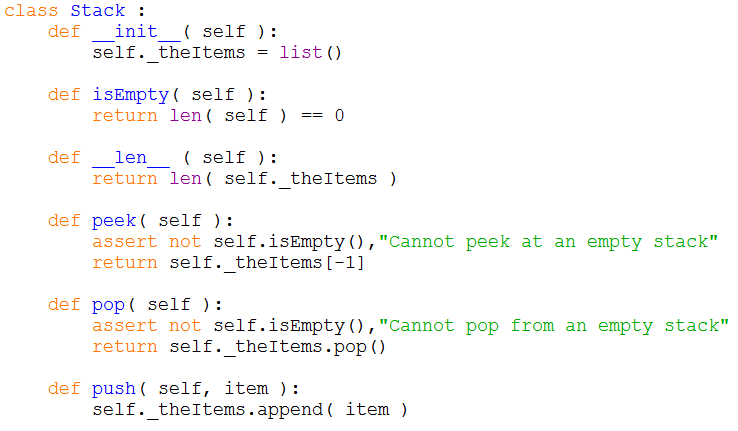 class Stack :
    def __init__( self ):
        self._theItems = list()

    def isEmpty( self ):
        return len( self ) == 0

    def __len__ ( self ):
        return len( self._theItems )

    def peek( self ):
        assert not self.isEmpty(),"Cannot peek at an empty stack"
        return self._theItems[-1]

    def pop( self ):
        assert not self.isEmpty(),"Cannot pop from an empty stack"
        return self._theItems.pop()

    def push( self, item ):
        self._theItems.append( item )